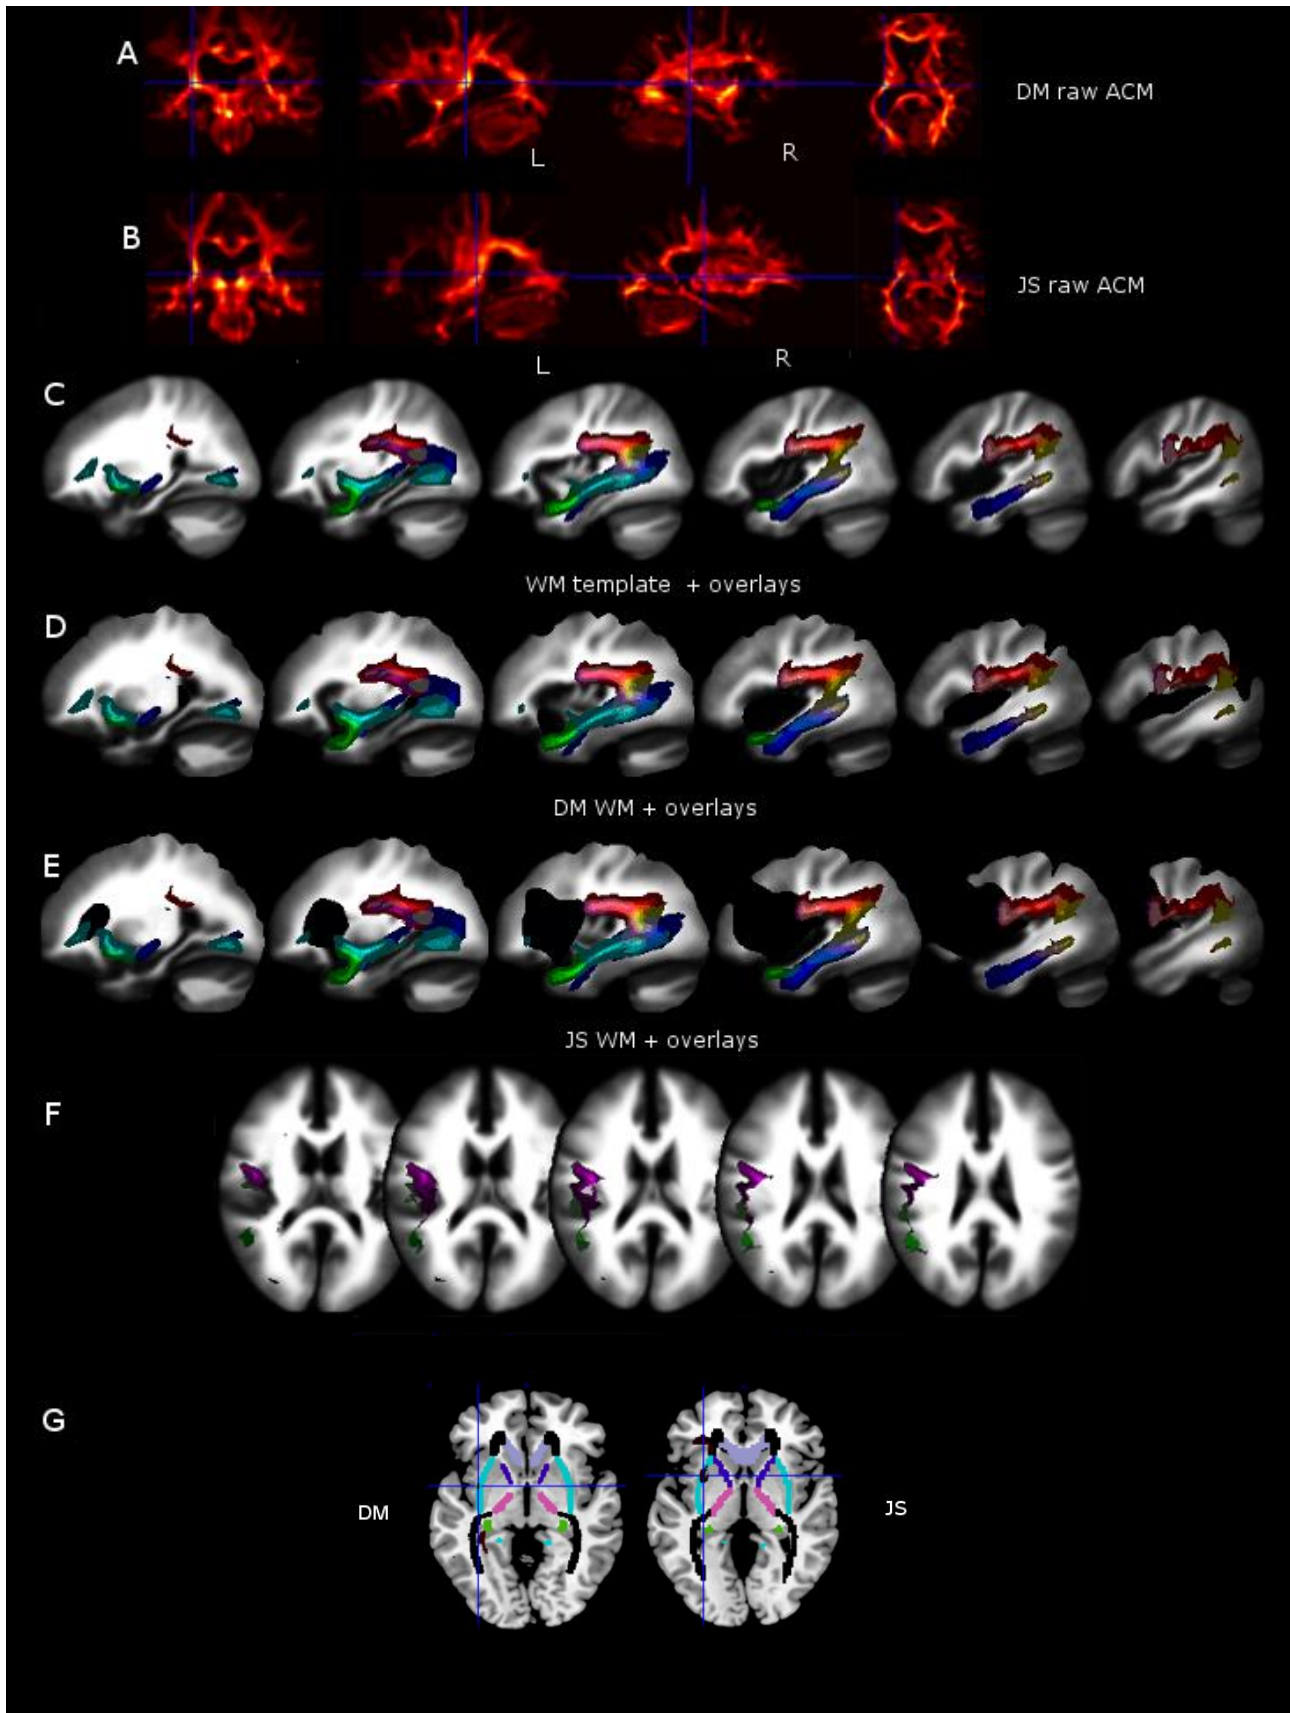 A
DM raw ACM
L
R
B
JS raw ACM
L
R
C
WM template + overlays
D
DM WM + overlays
E
JS WM + overlays
F
G
DM
JS